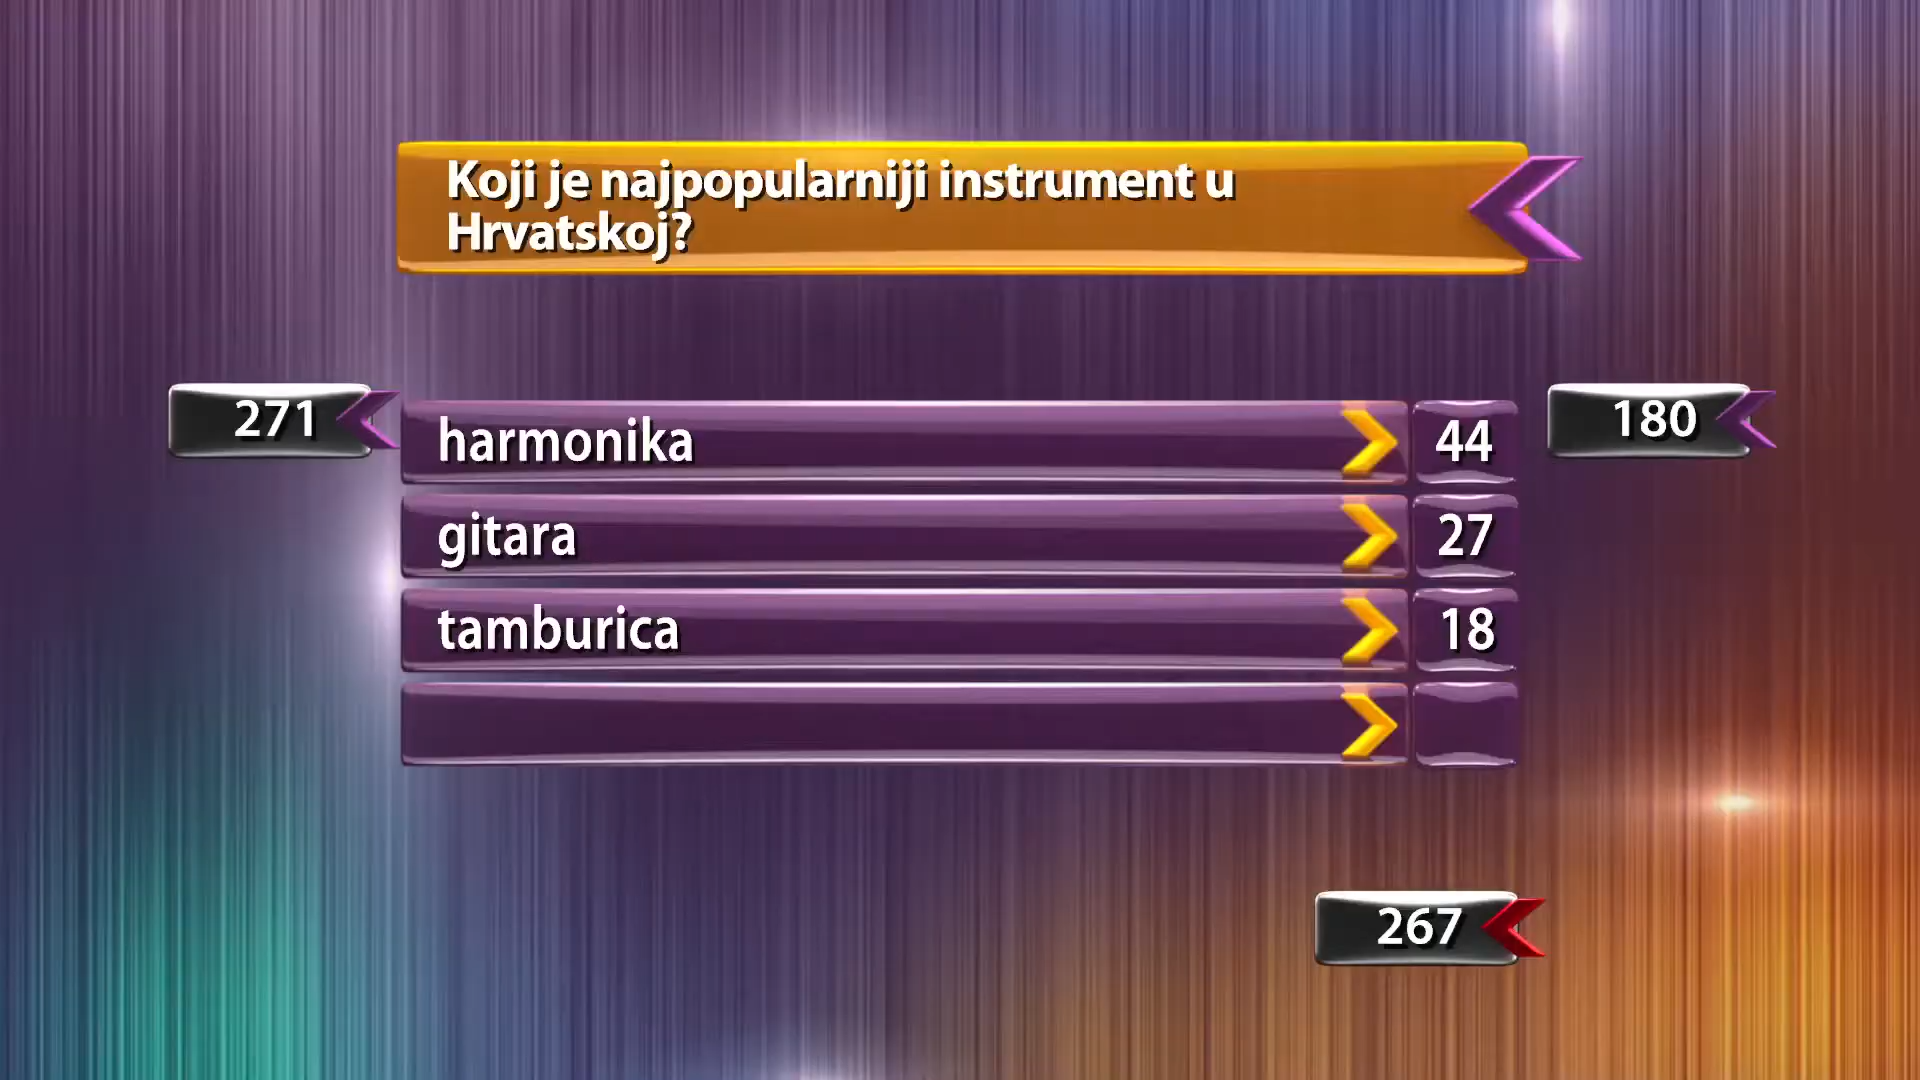 Koji je najpopularniji instrument u
Hrvatskoj?
271
180
harmonika 44
gitara 27
tamburica 18
267